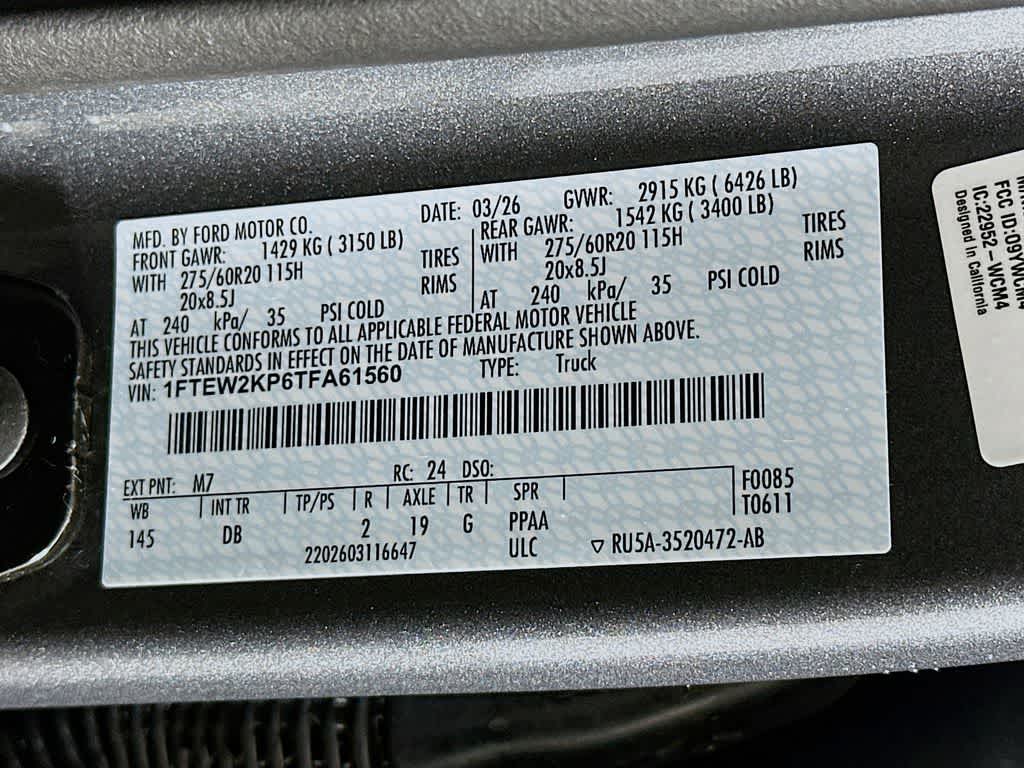 MFD. BY FORD MOTOR CO.
DATE: 03/26
GVWR: 2915 KG ( 6426 LB)
FRONT GAWR: 1429 KG ( 3150 LB)
WITH 275/60R20 115H TIRES
20x8.5J RIMS
AT 240 kPa/ 35 PSI COLD
REAR GAWR: 1542 KG ( 3400 LB)
WITH 275/60R20 115H TIRES
20x8.5J RIMS
AT 240 kPa/ 35 PSI COLD
THIS VEHICLE CONFORMS TO ALL APPLICABLE FEDERAL MOTOR VEHICLE
SAFETY STANDARDS IN EFFECT ON THE DATE OF MANUFACTURE SHOWN ABOVE.
VIN: 1FTEW2KP6TFA61560
TYPE: Truck
EXT PNT: M7 RC: 24 DSO:
WB INT TR TP/PS R AXLE TR SPR
145 DB 2 19 G PPAA
2202603116647 ULC
F0085
T0611
▽ RU5A-3520472-AB
FCC ID:O9YWCM4
IC:22952-WCM4
Designed in California